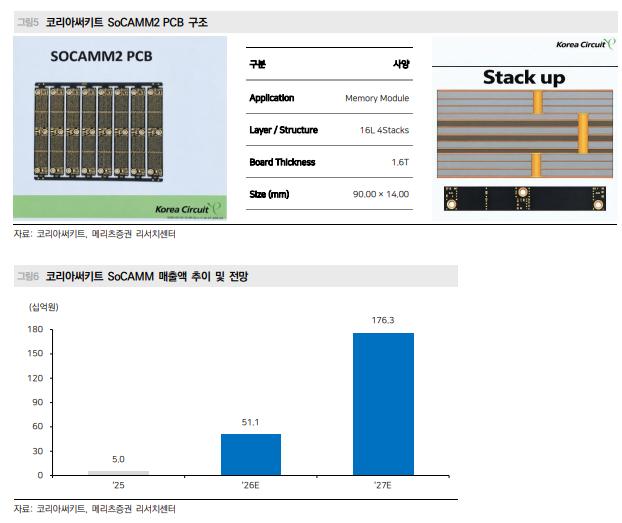 그림5 코리아써키트 SoCAMM2 PCB 구조
SOCAMM2 PCB
Korea Circuit
구분 사양
Application Memory Module
Layer / Structure 16L 4Stacks
Board Thickness 1.6T
Size (mm) 90.00 × 14.00
Korea Circuit
Stack up
자료: 코리아써키트, 메리츠증권 리서치센터
그림6 코리아써키트 SoCAMM 매출액 추이 및 전망
(십억원)
180
150
120
90
60
30
0
5.0
51.1
176.3
'25 '26E '27E
자료: 코리아써키트, 메리츠증권 리서치센터